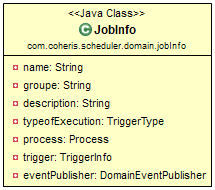 <<Java Class>>
C JobInfo
com.coheris.scheduler.domain.jobInfo
name: String
groupe: String
description: String
typeofExecution: TriggerType
process: Process
trigger: TriggerInfo
eventPublisher: DomainEventPublisher